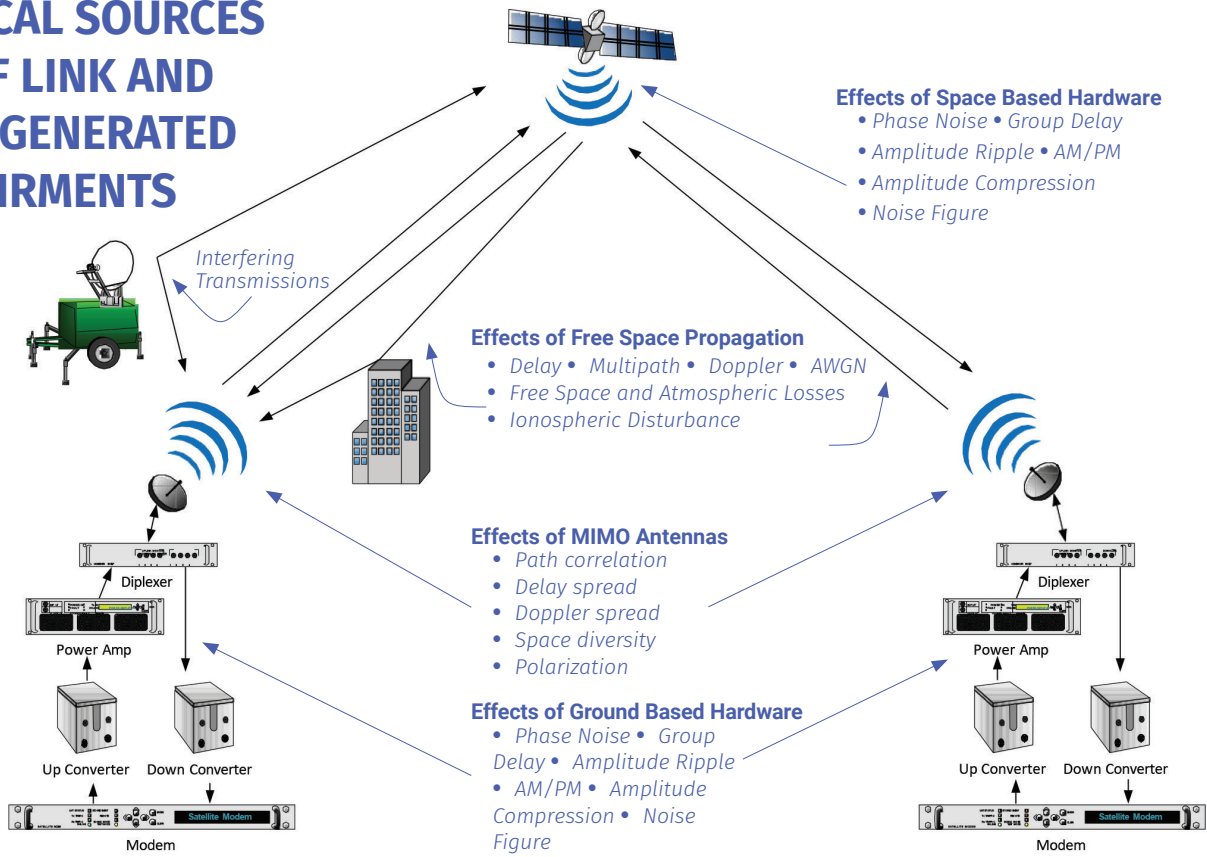 CAL SOURCES
F LINK AND
GENERATED
IRMENTS
Effects of Space Based Hardware
• Phase Noise • Group Delay
• Amplitude Ripple • AM/PM
• Amplitude Compression
• Noise Figure
Interfering
Transmissions
Effects of Free Space Propagation
• Delay • Multipath • Doppler • AWGN
• Free Space and Atmospheric Losses
• Ionospheric Disturbance
Effects of MIMO Antennas
• Path correlation
• Delay spread
• Doppler spread
• Space diversity
• Polarization
Effects of Ground Based Hardware
• Phase Noise • Group
Delay • Amplitude Ripple
• AM/PM • Amplitude
Compression • Noise
Figure
Diplexer
Power Amp
Up Converter
Down Converter
Satellite Modem
Modem
Diplexer
Power Amp
Up Converter
Down Converter
Satellite Modem
Modem